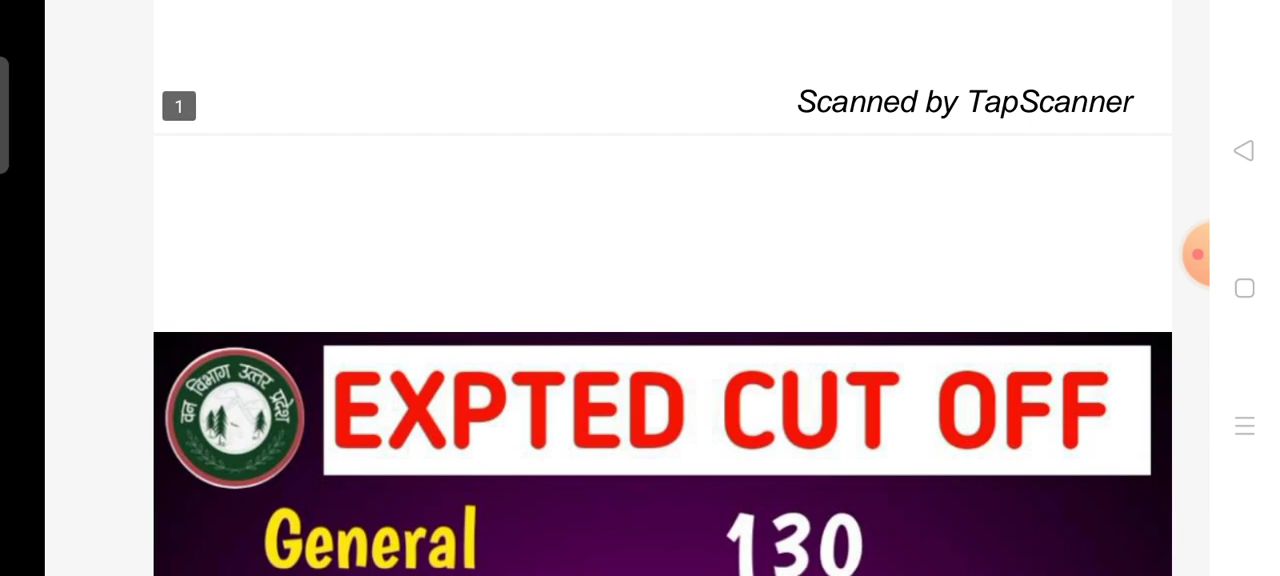 1
Scanned by TapScanner
वन विभाग उत्तर प्रदेश
EXPTED CUT OFF
General 130